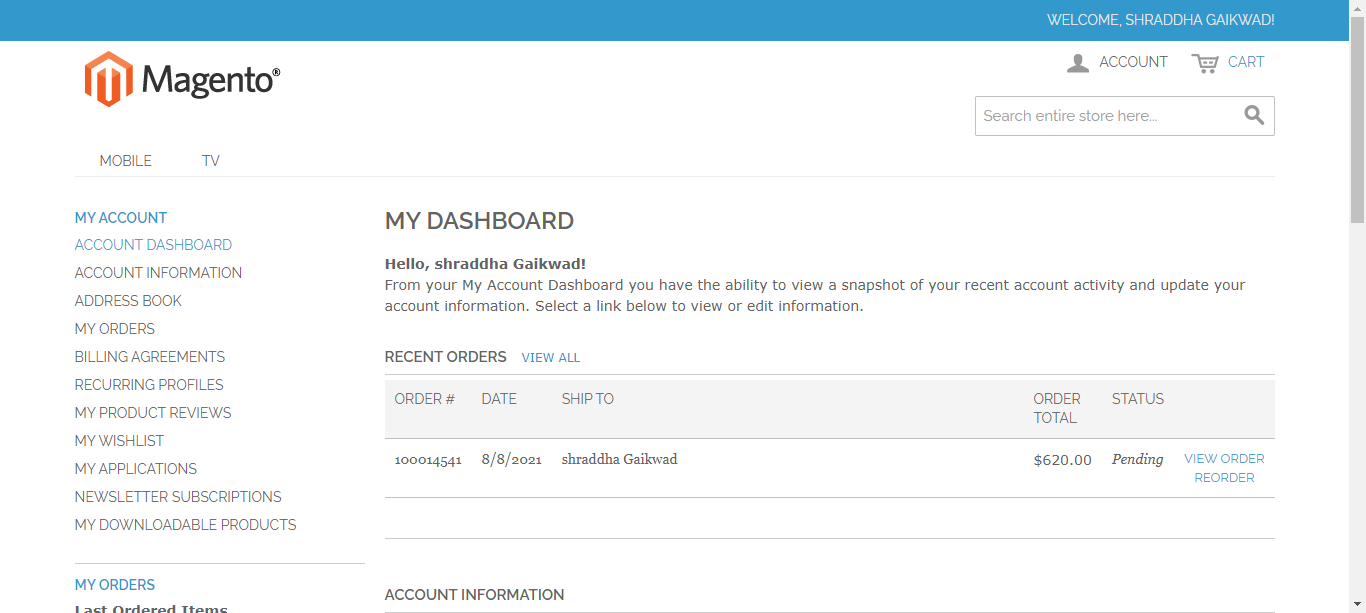 WELCOME, SHRADDHA GAIKWAD!
Magento®
ACCOUNT CART
Search entire store here...
MOBILE TV
MY ACCOUNT
ACCOUNT DASHBOARD
ACCOUNT INFORMATION
ADDRESS BOOK
MY ORDERS
BILLING AGREEMENTS
RECURRING PROFILES
MY PRODUCT REVIEWS
MY WISHLIST
MY APPLICATIONS
NEWSLETTER SUBSCRIPTIONS
MY DOWNLOADABLE PRODUCTS
MY ORDERS
Last Ordered Items
MY DASHBOARD
Hello, shraddha Gaikwad!
From your My Account Dashboard you have the ability to view a snapshot of your recent account activity and update your
account information. Select a link below to view or edit information.
RECENT ORDERS VIEW ALL
ORDER # DATE SHIP TO ORDER TOTAL STATUS
100014541 8/8/2021 shraddha Gaikwad $620.00 Pending VIEW ORDER
REORDER
ACCOUNT INFORMATION